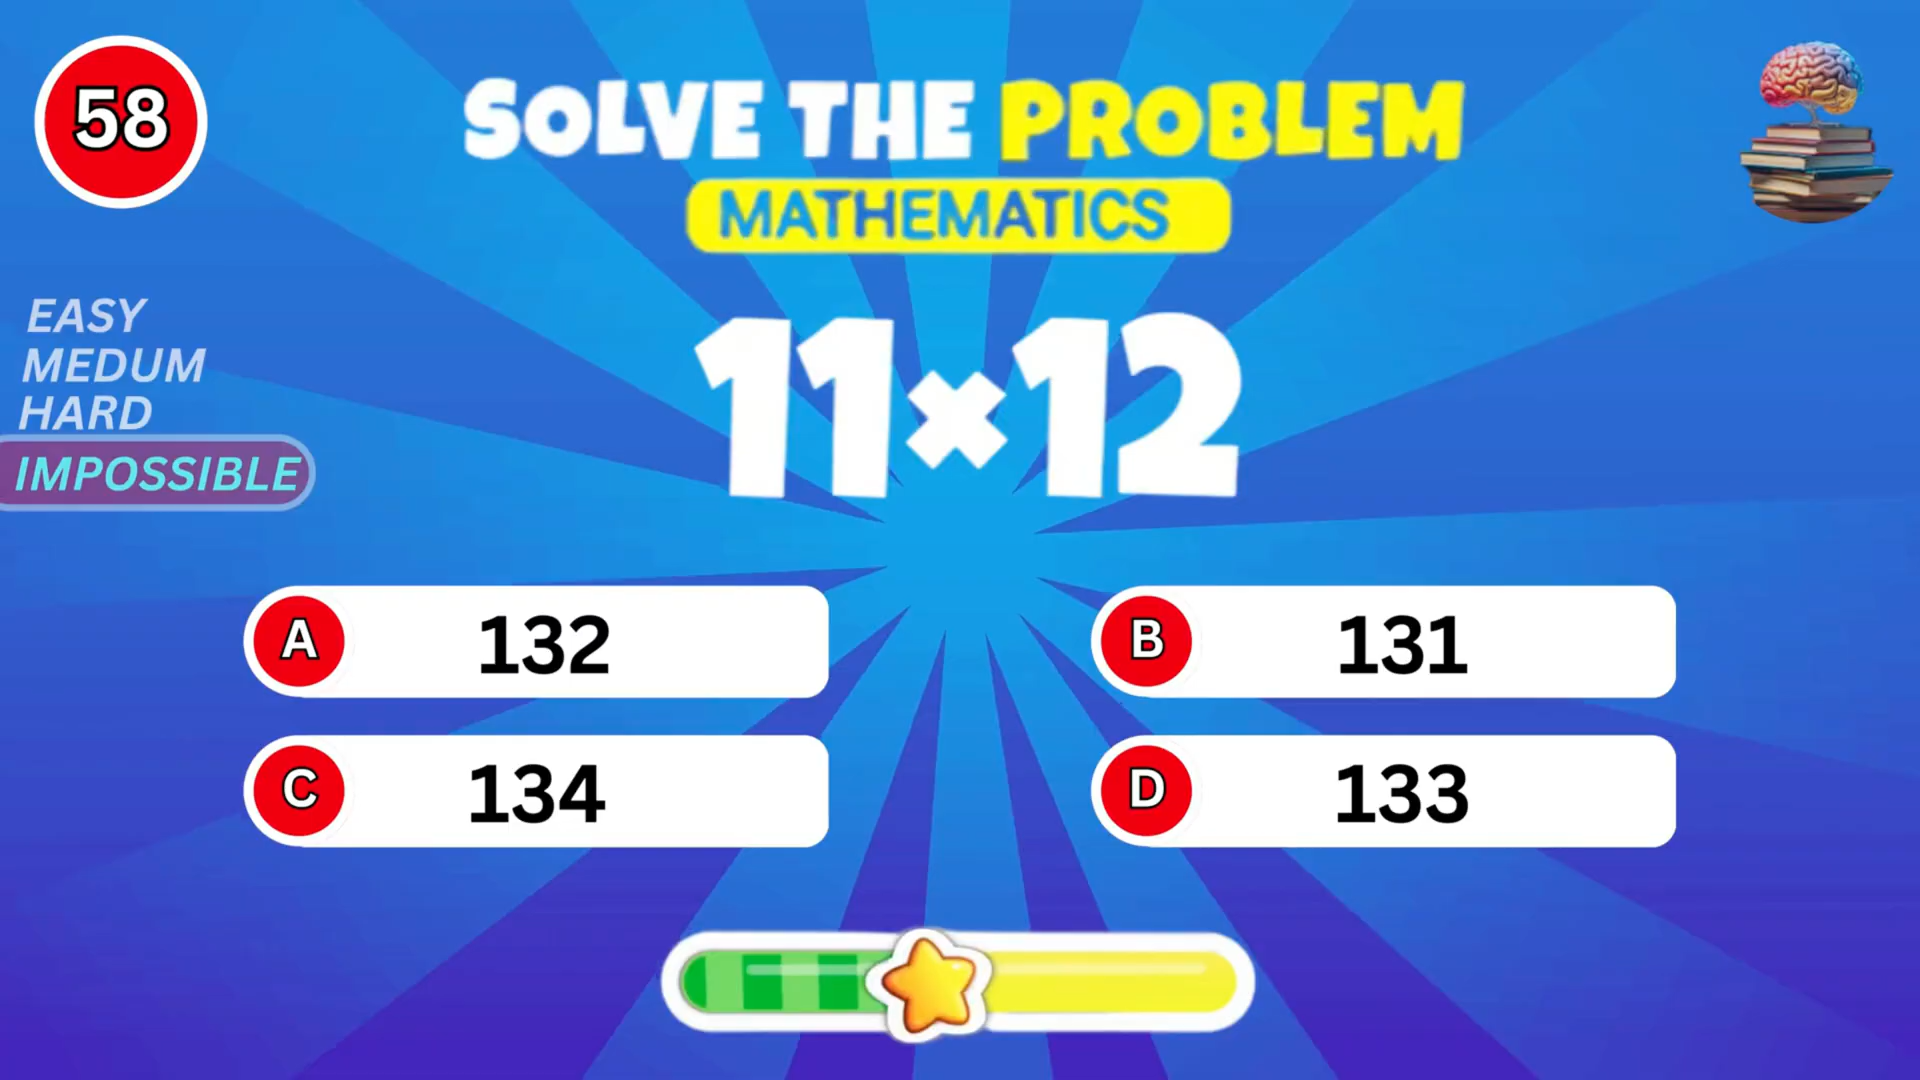 58
SOLVE THE PROBLEM
MATHEMATICS
EASY
MEDUM
HARD
IMPOSSIBLE
11×12
A 132
B 131
C 134
D 133